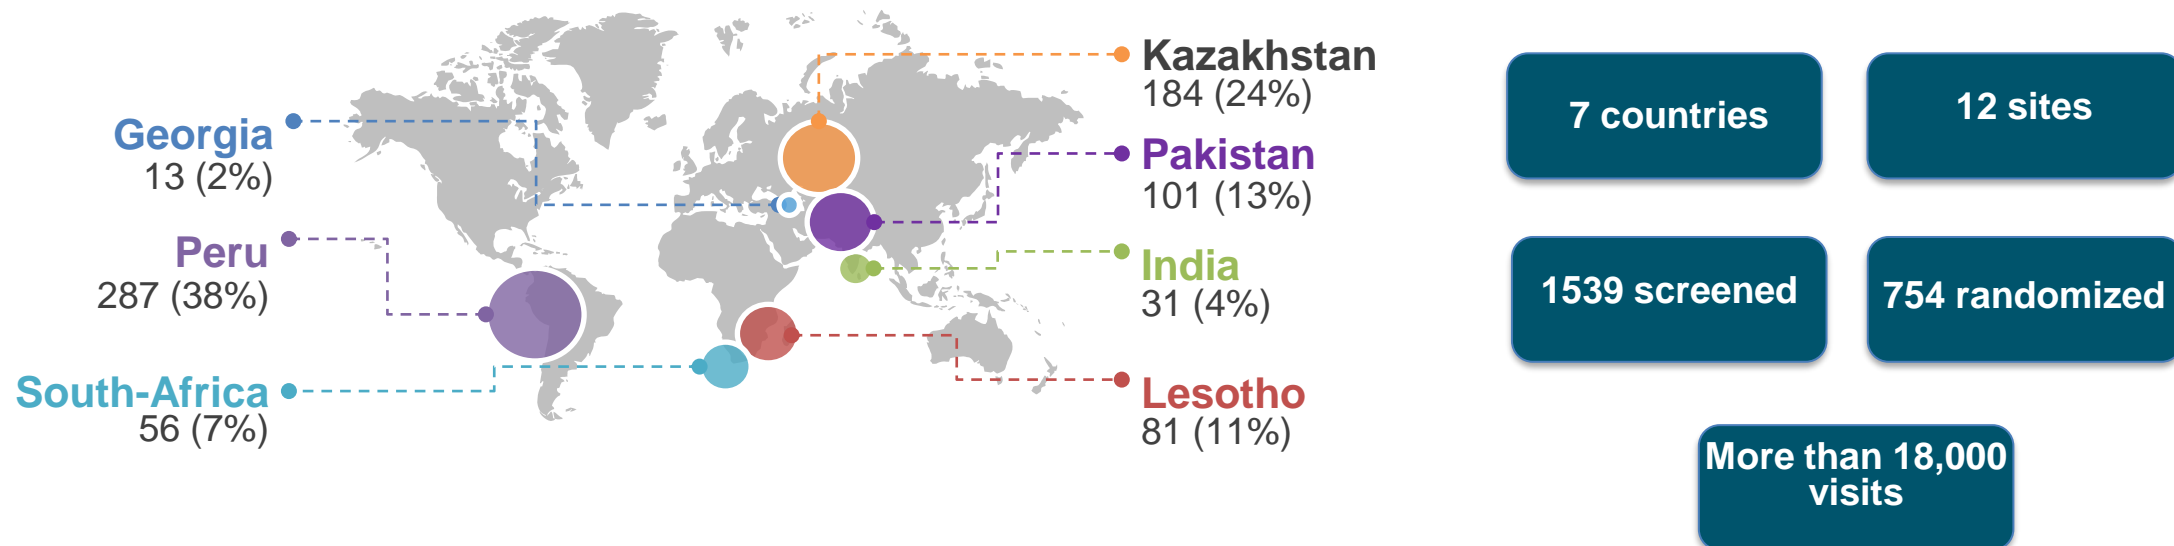 Georgia
13 (2%)
Peru
287 (38%)
South-Africa
56 (7%)
Kazakhstan
184 (24%)
Pakistan
101 (13%)
India
31 (4%)
Lesotho
81 (11%)
7 countries
12 sites
1539 screened
754 randomized
More than 18,000
visits